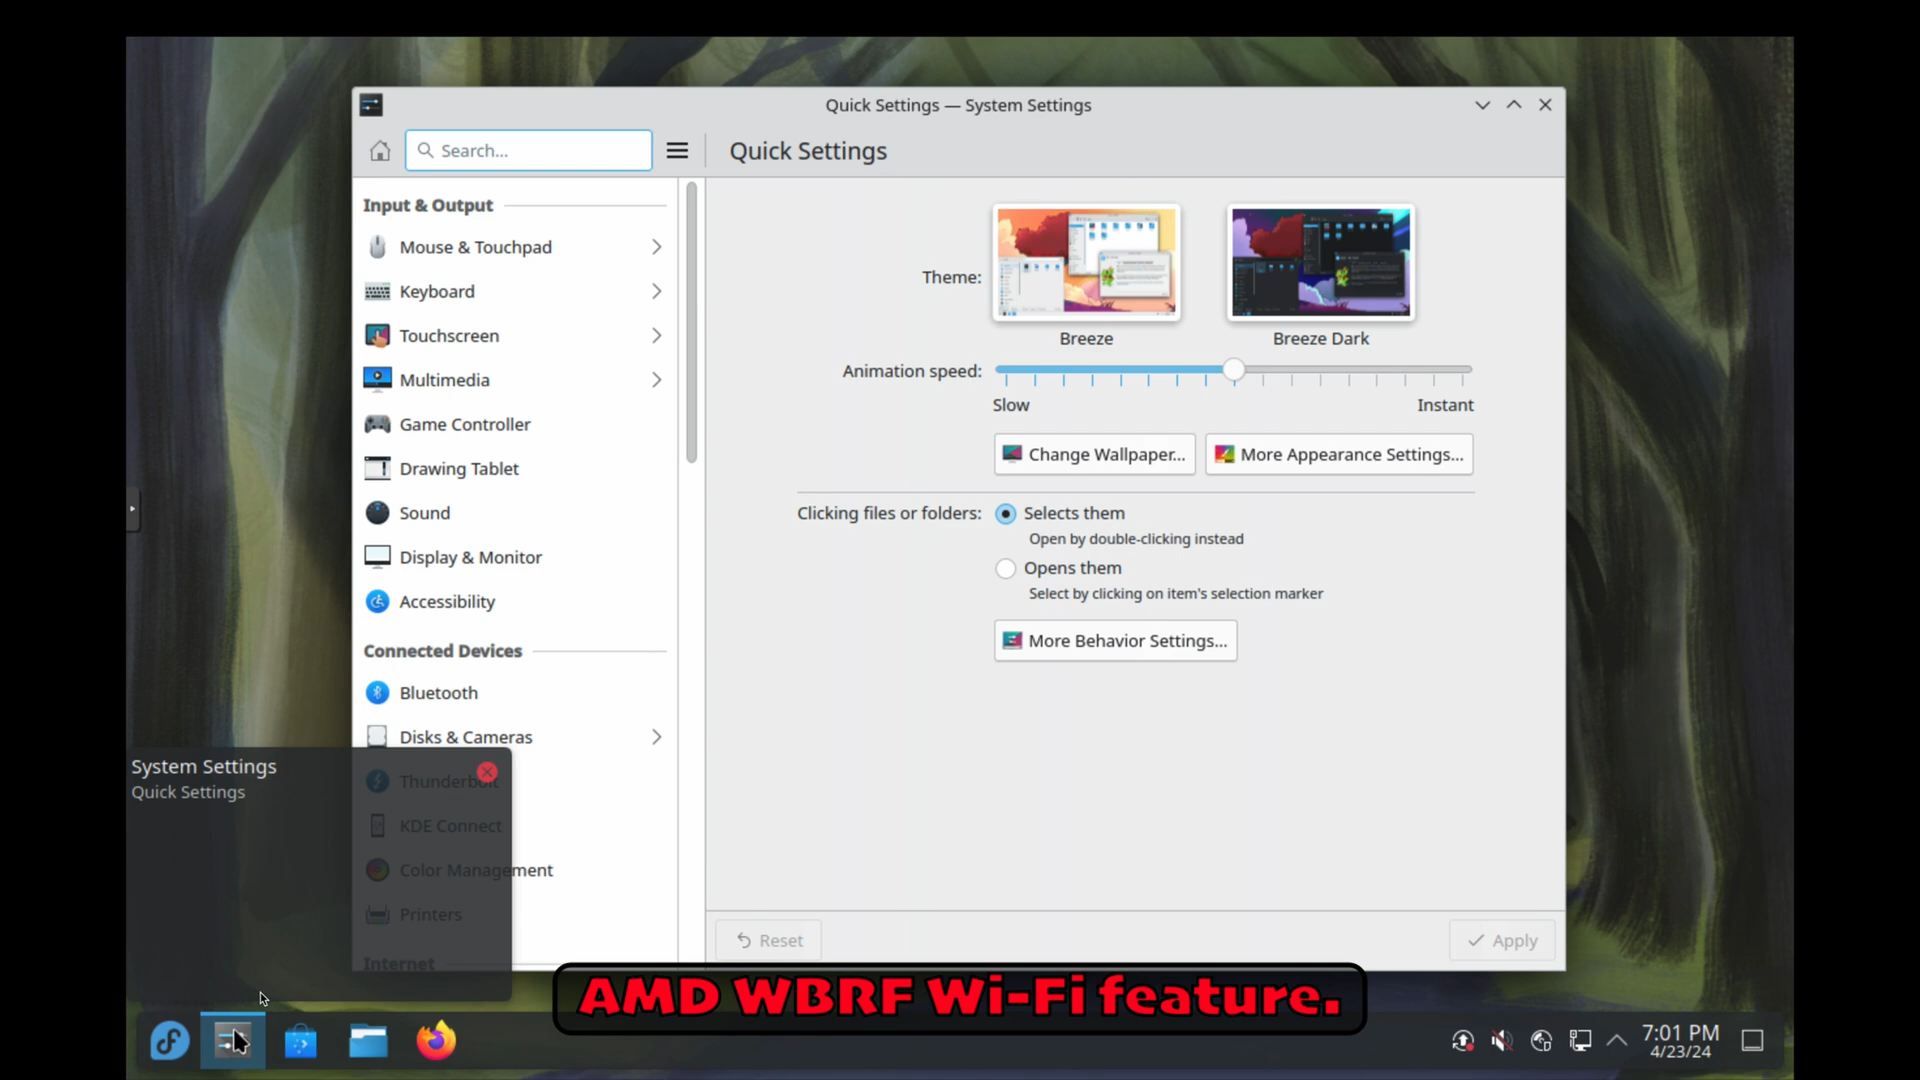 Quick Settings — System Settings
Search...
Quick Settings
Input & Output
Mouse & Touchpad
Keyboard
Touchscreen
Multimedia
Game Controller
Drawing Tablet
Sound
Display & Monitor
Accessibility
Connected Devices
Bluetooth
Disks & Cameras
Thunderbolt
KDE Connect
Color Management
Printers
Internet
System Settings
Quick Settings
Theme:
Breeze
Breeze Dark
Animation speed:
Slow
Instant
Change Wallpaper...
More Appearance Settings...
Clicking files or folders:
Selects them
Open by double-clicking instead
Opens them
Select by clicking on item's selection marker
More Behavior Settings...
Reset
Apply
AMD WBRF Wi-Fi feature.
7:01 PM
4/23/24